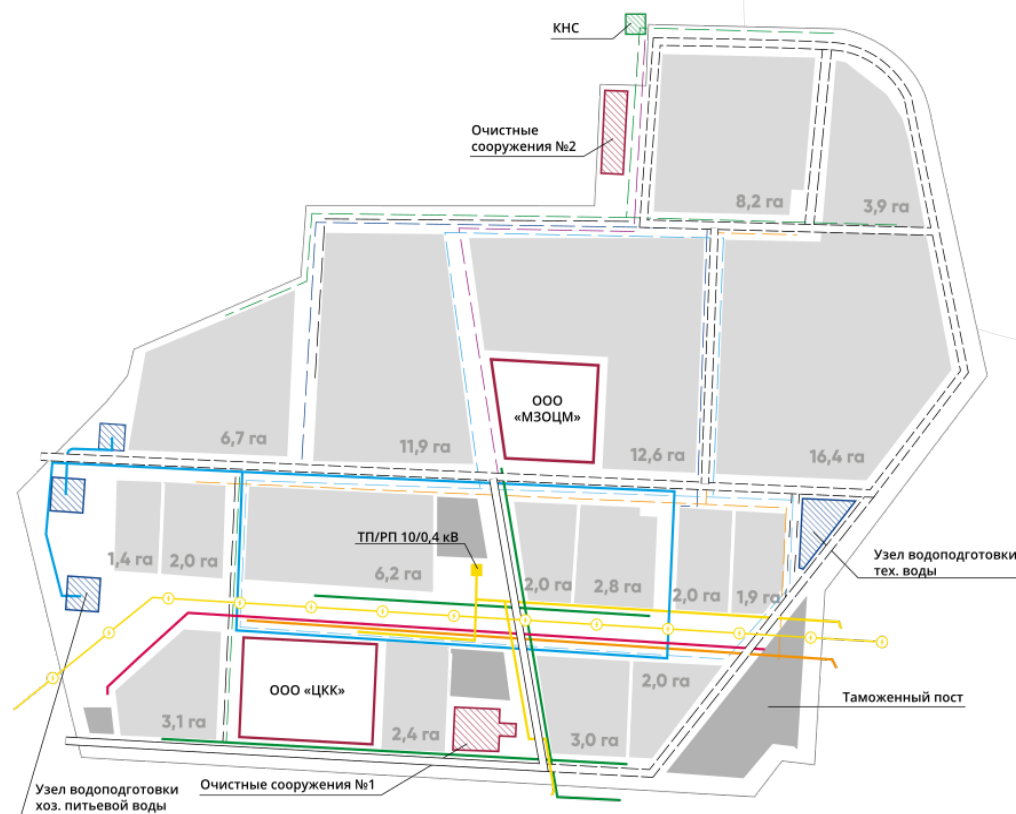 КНС
Очистные
сооружения №2
8,2 га
3,9 га
6,7 га
11,9 га
ООО
«МЗОЦМ»
12,6 га
16,4 га
ТП/РП 10/0,4 кВ
1,4 га
2,0 га
6,2 га
2,0 га
2,8 га
2,0 га
1,9 га
Узел водоподготовки
тех. воды
ООО «ЦКК»
2,0 га
Таможенный пост
3,1 га
2,4 га
3,0 га
Очистные сооружения №1
Узел водоподготовки
хоз. питьевой воды